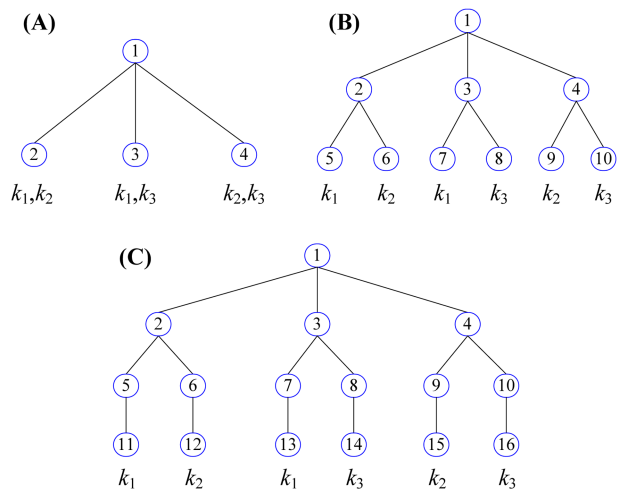 (A)
1
2 3 4
k₁,k₂ k₁,k₃ k₂,k₃
(B)
1
2 3 4
5 6 7 8 9 10
k₁ k₂ k₁ k₃ k₂ k₃
(C)
1
2 3 4
5 6 7 8 9 10
11 12 13 14 15 16
k₁ k₂ k₁ k₃ k₂ k₃